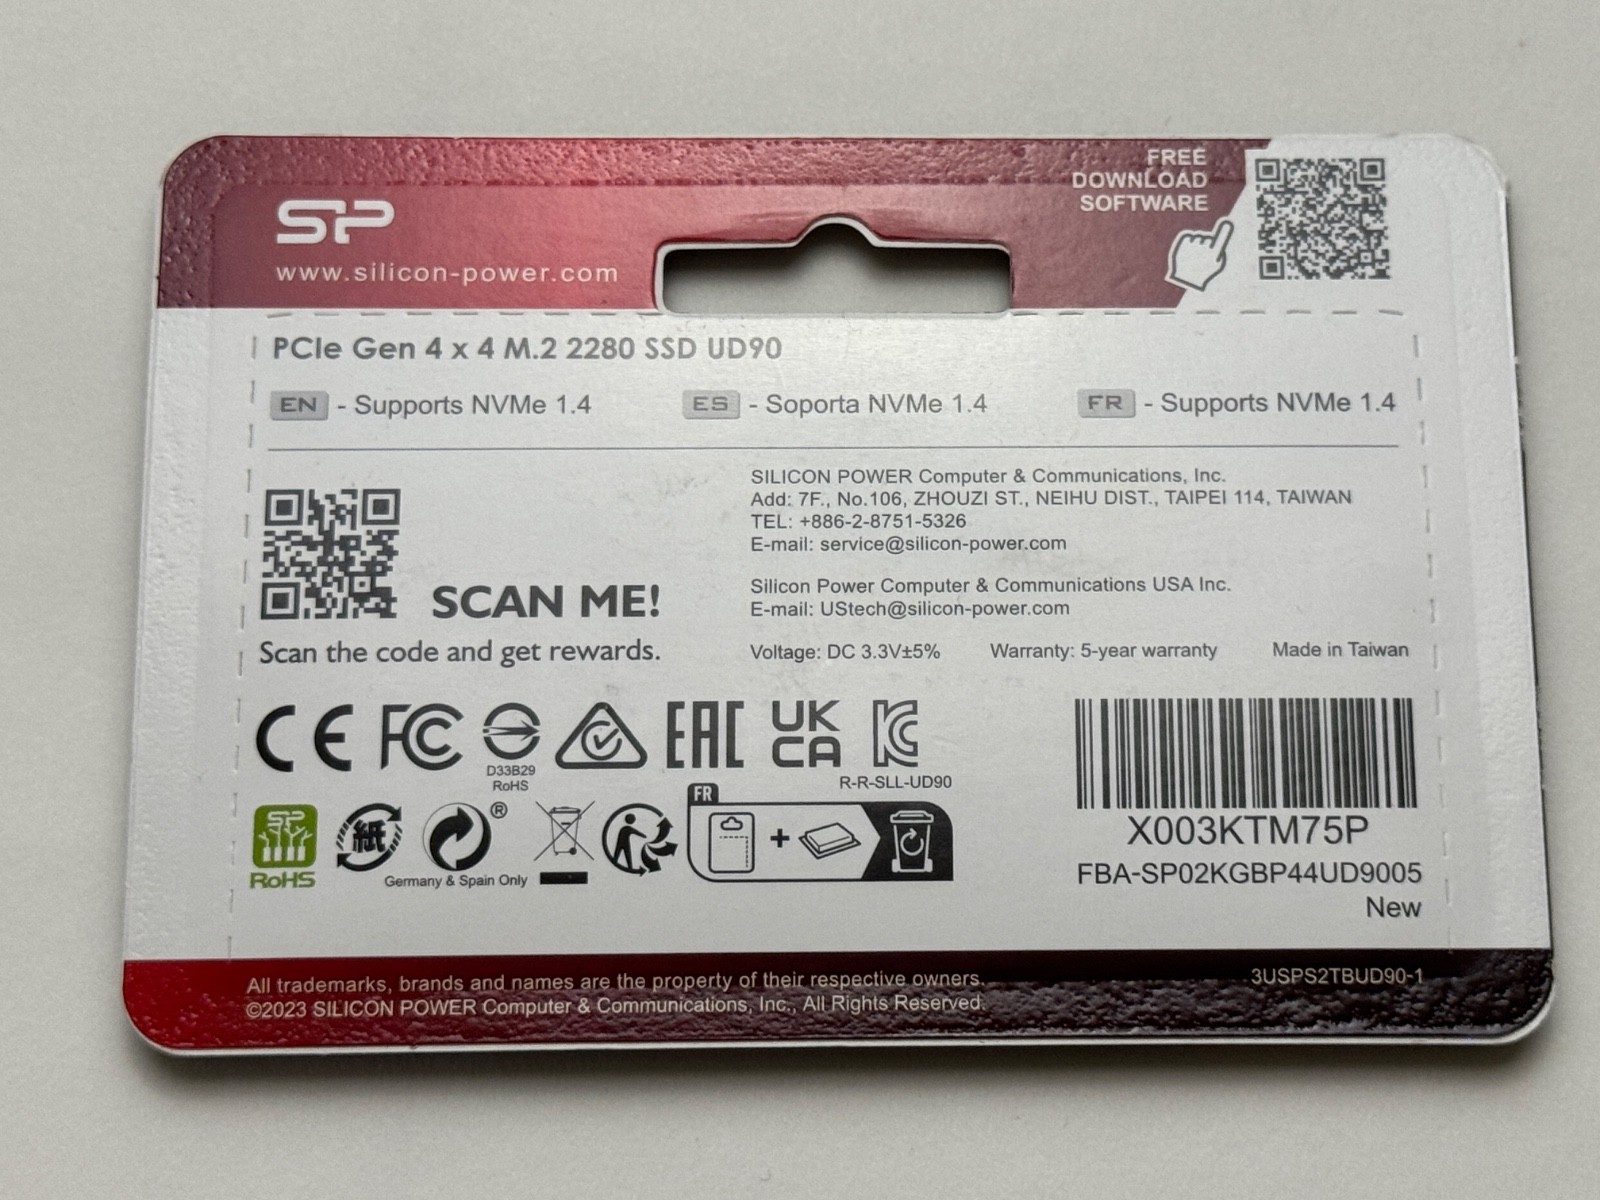 FREE
DOWNLOAD
SOFTWARE
SP
www.silicon-power.com
PCIe Gen 4 x 4 M.2 2280 SSD UD90
EN - Supports NVMe 1.4
ES - Soporta NVMe 1.4
FR - Supports NVMe 1.4
SILICON POWER Computer & Communications, Inc.
Add: 7F., No.106, ZHOUZI ST., NEIHU DIST., TAIPEI 114, TAIWAN
TEL: +886-2-8751-5326
E-mail: service@silicon-power.com
Silicon Power Computer & Communications USA Inc.
E-mail: UStech@silicon-power.com
SCAN ME!
Scan the code and get rewards.
Voltage: DC 3.3V±5%
Warranty: 5-year warranty
Made in Taiwan
CE FC
D33B29
RoHS
EAC
UK
CA
KC
R-R-SLL-UD90
SP
RoHS
紙
®
Germany & Spain Only
FR
+
X003KTM75P
FBA-SP02KGBP44UD9005
New
All trademarks, brands and names are the property of their respective owners.
©2023 SILICON POWER Computer & Communications, Inc., All Rights Reserved.
3USPS2TBUD90-1